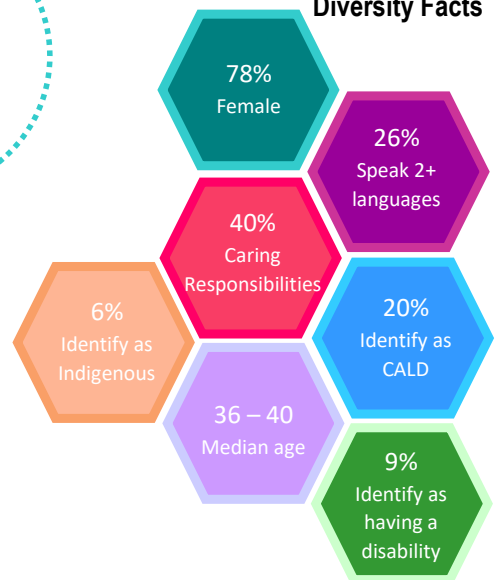 Diversity Facts
78%
Female
26%
Speak 2+
languages
40%
Caring
Responsibilities
6%
Identify as
Indigenous
20%
Identify as
CALD
36 – 40
Median age
9%
Identify as
having a
disability